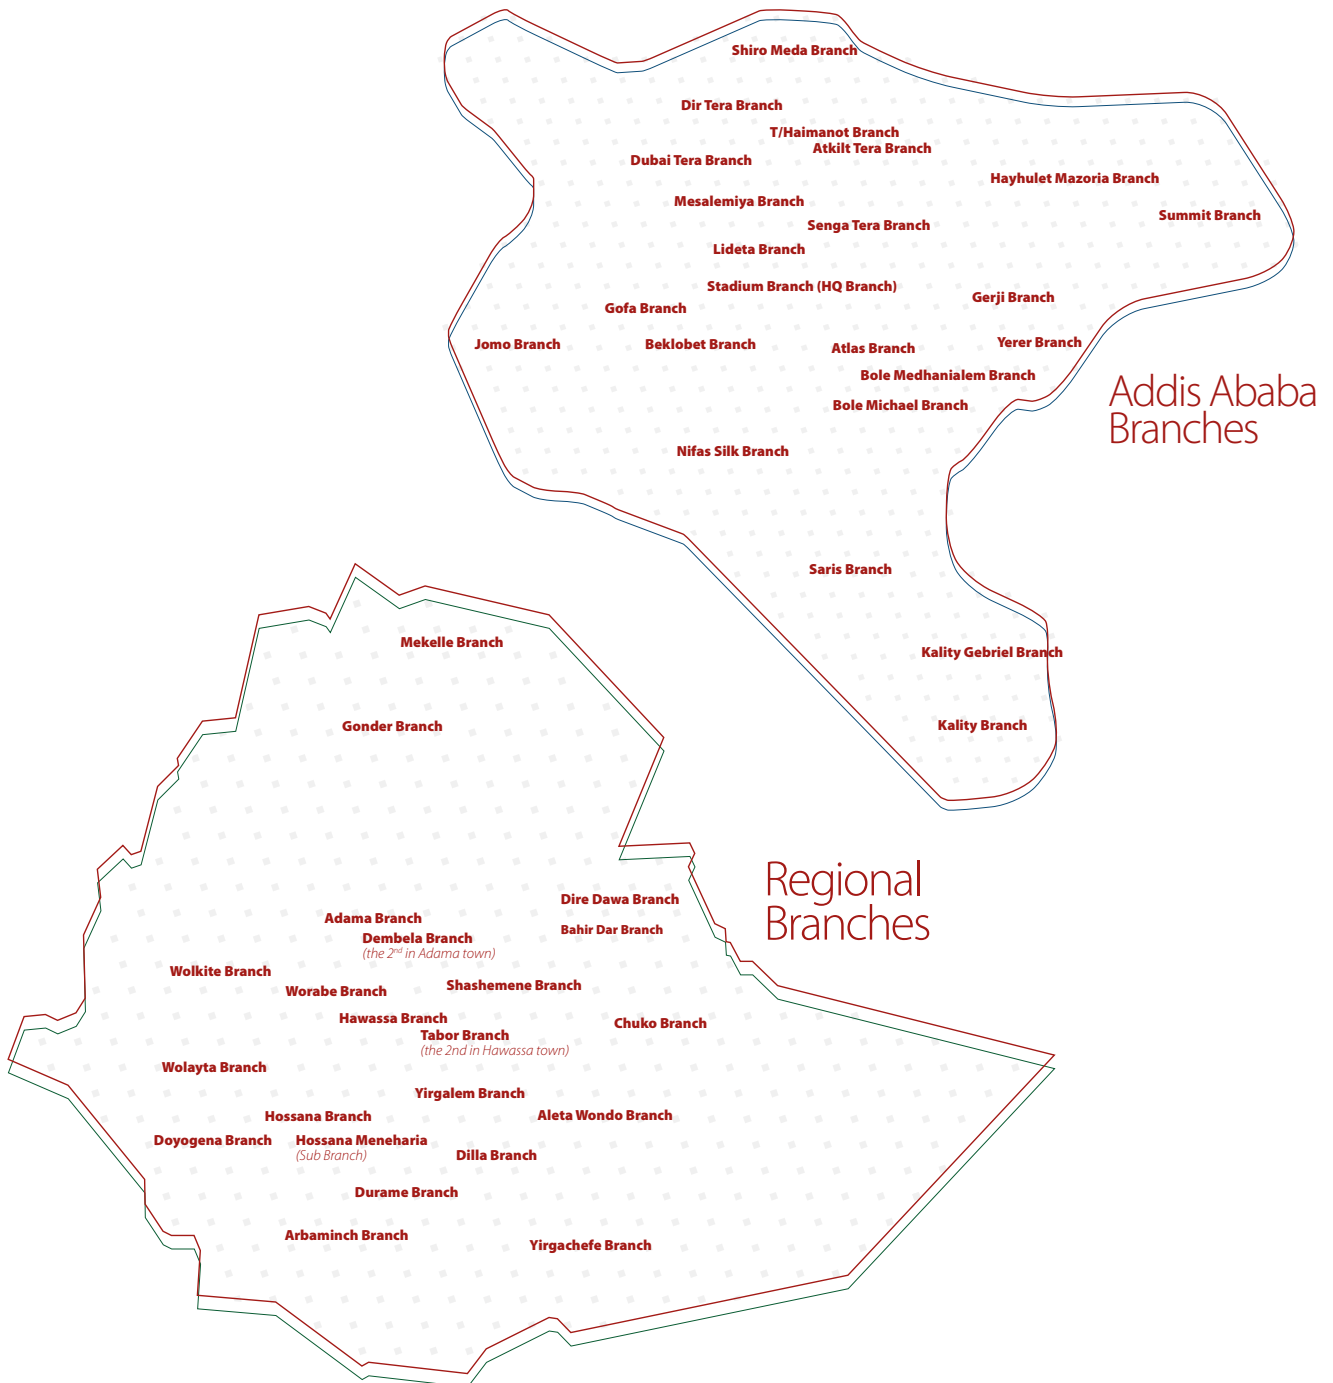 Shiro Meda Branch
Dir Tera Branch
T/Haimanot Branch
Atkilt Tera Branch
Dubai Tera Branch
Hayhulet Mazoria Branch
Mesalemiya Branch
Summit Branch
Senga Tera Branch
Lideta Branch
Stadium Branch (HQ Branch)
Gerji Branch
Gofa Branch
Jomo Branch
Beklobet Branch
Atlas Branch
Yerer Branch
Bole Medhanialem Branch
Bole Michael Branch
Addis Ababa
Branches
Nifas Silk Branch
Saris Branch
Kality Gebriel Branch
Kality Branch
Mekelle Branch
Gonder Branch
Regional
Branches
Dire Dawa Branch
Adama Branch
Bahir Dar Branch
Dembela Branch
(the 2nd in Adama town)
Wolkite Branch
Worabe Branch
Shashemene Branch
Hawassa Branch
Chuko Branch
Tabor Branch
(the 2nd in Hawassa town)
Wolayta Branch
Yirgalem Branch
Hossana Branch
Aleta Wondo Branch
Doyogena Branch
Hossana Meneharia
(Sub Branch)
Dilla Branch
Durame Branch
Arbaminch Branch
Yirgachefe Branch